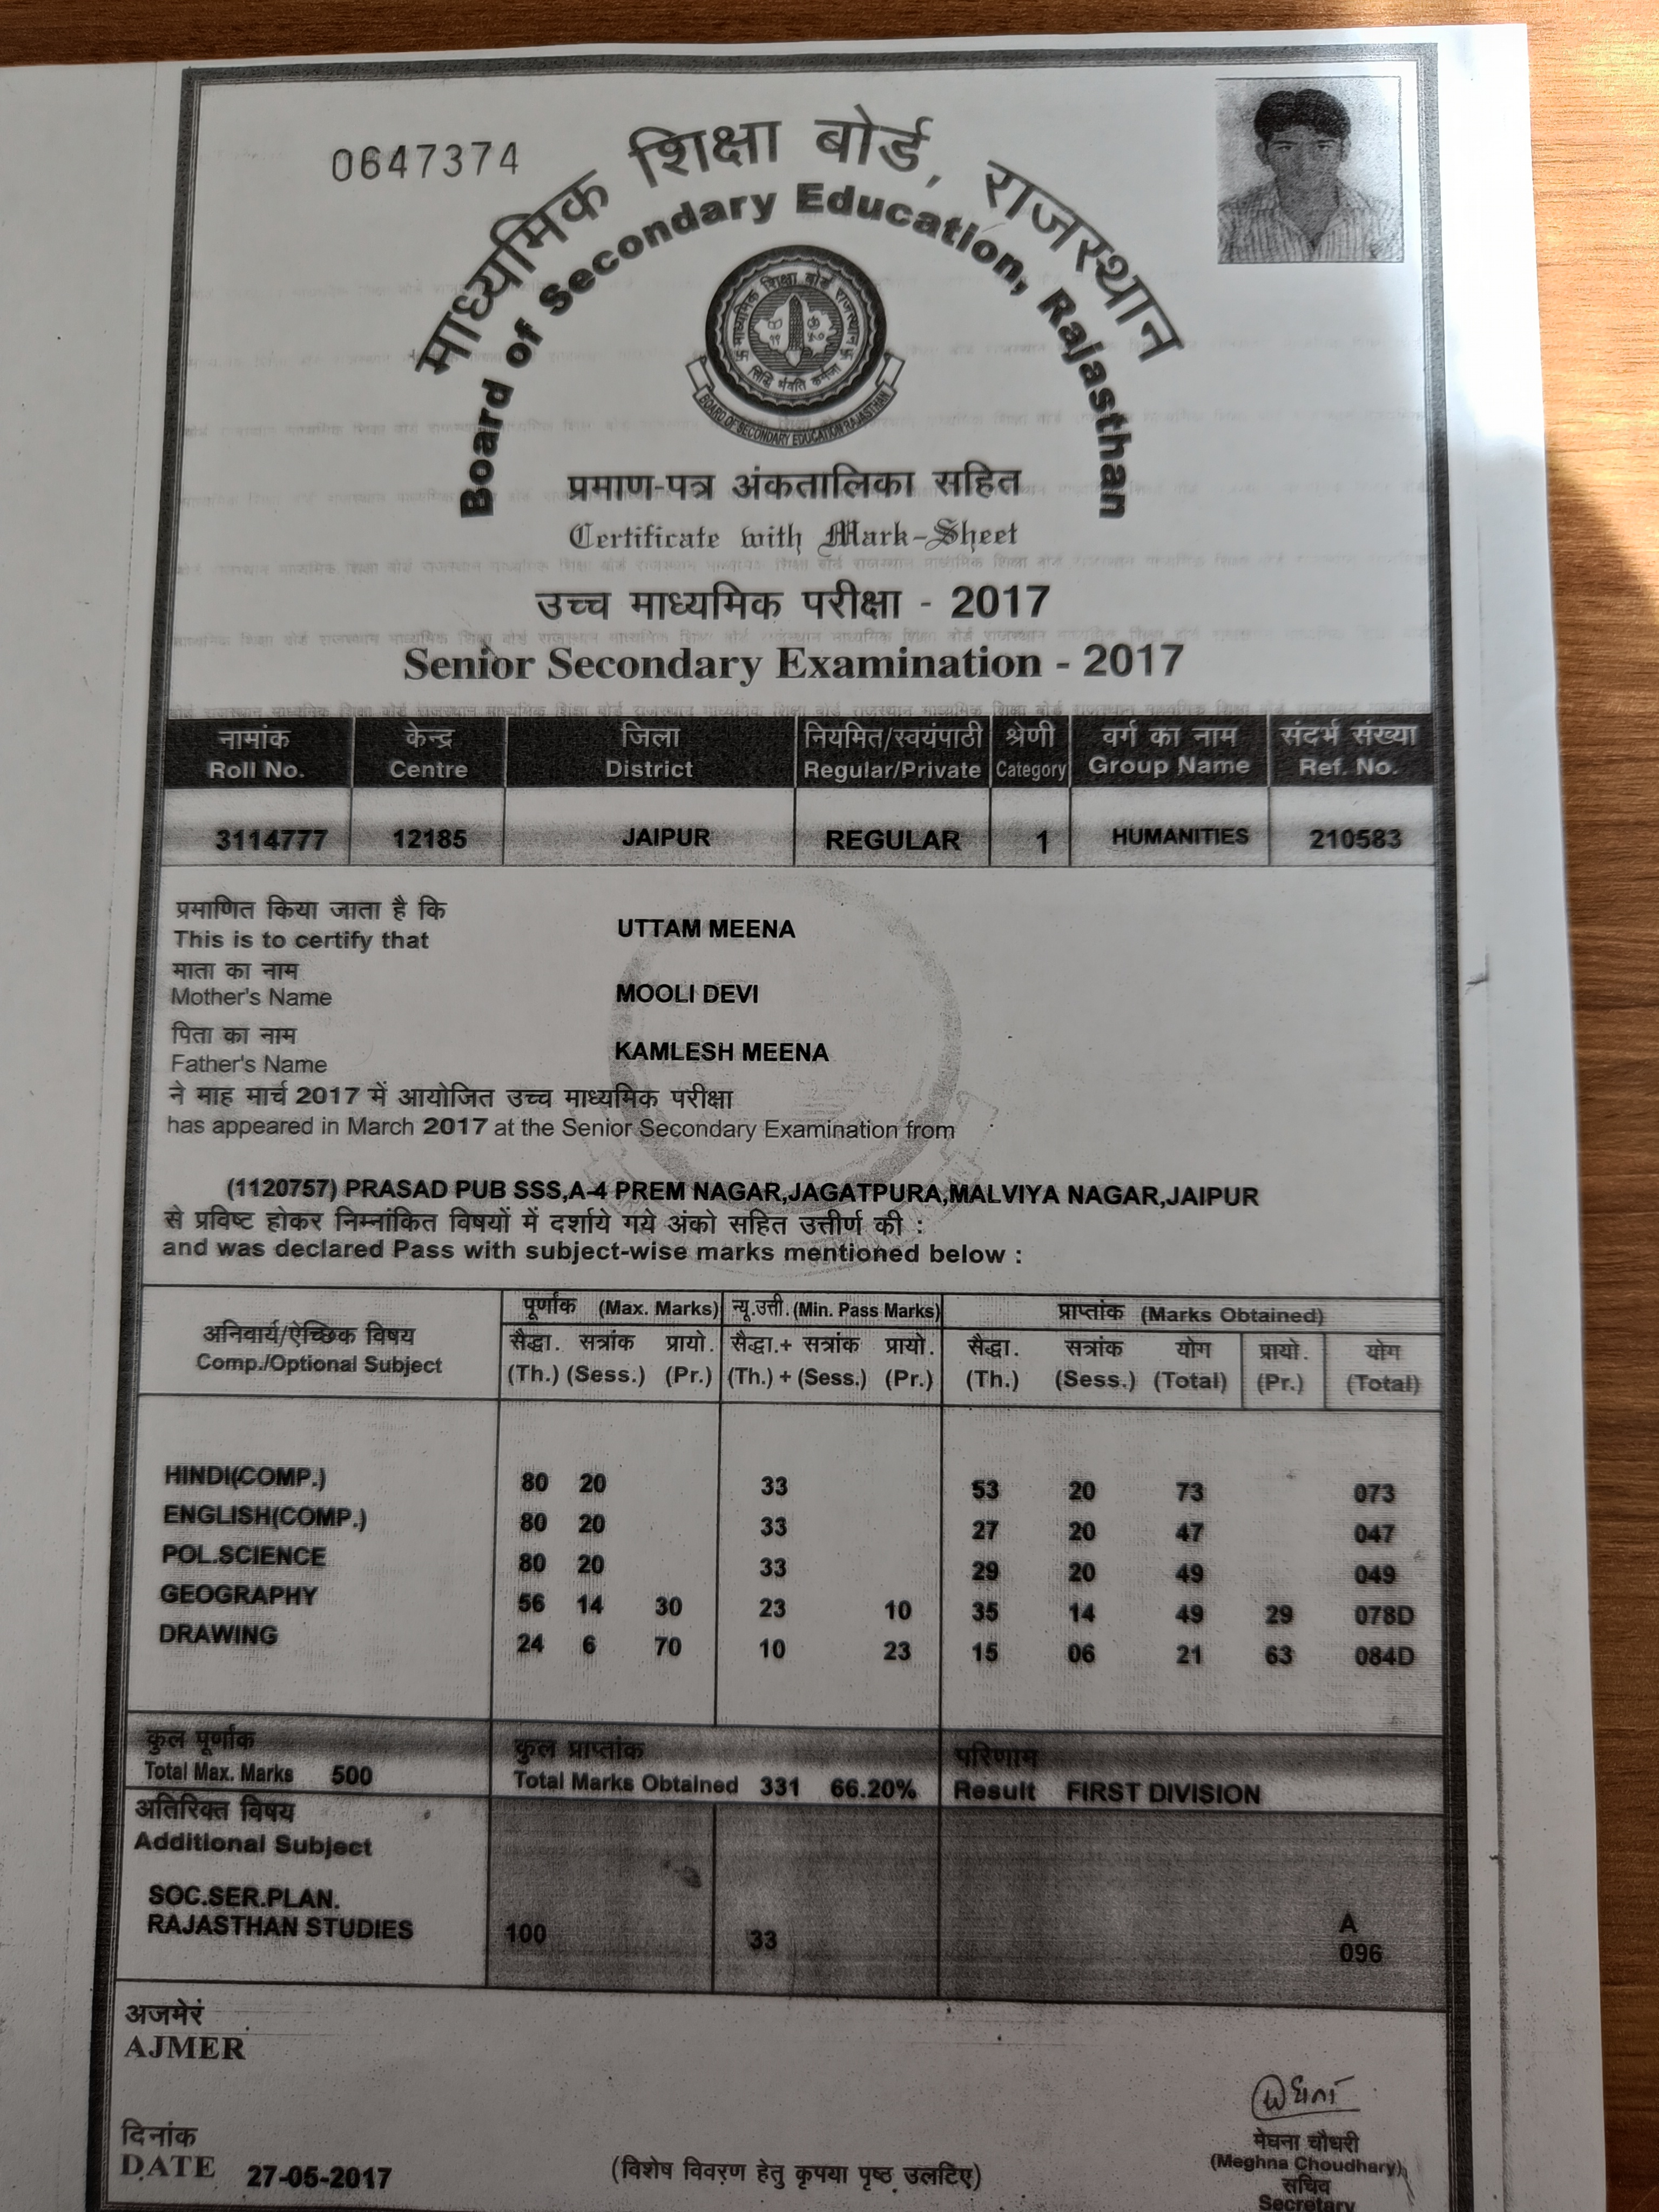 0647374
माध्यमिक शिक्षा बोर्ड, राजस्थान
Board of Secondary Education, Rajasthan
माध्यमिक शिक्षा बोर्ड राजस्थान
सिद्धि र्भवति कर्मजा
BOARD OF SECONDARY EDUCATION RAJASTHAN
प्रमाण-पत्र अंकतालिका सहित
Certificate with Mark-Sheet
उच्च माध्यमिक परीक्षा - 2017
Senior Secondary Examination - 2017
नामांक केन्द्र जिला नियमित/स्वयंपाठी श्रेणी वर्ग का नाम संदर्भ संख्या
Roll No. Centre District Regular/Private Category Group Name Ref. No.
3114777 12185 JAIPUR REGULAR 1 HUMANITIES 210583
प्रमाणित किया जाता है कि
This is to certify that UTTAM MEENA
माता का नाम
Mother's Name MOOLI DEVI
पिता का नाम
Father's Name KAMLESH MEENA
ने माह मार्च 2017 में आयोजित उच्च माध्यमिक परीक्षा
has appeared in March 2017 at the Senior Secondary Examination from
(1120757) PRASAD PUB SSS,A-4 PREM NAGAR,JAGATPURA,MALVIYA NAGAR,JAIPUR
से प्रविष्ट होकर निम्नांकित विषयों में दर्शाये गये अंको सहित उत्तीर्ण की :
and was declared Pass with subject-wise marks mentioned below :
पूर्णांक (Max. Marks) न्यू.उत्ती. (Min. Pass Marks) प्राप्तांक (Marks Obtained)
अनिवार्य/ऐच्छिक विषय सैद्धा. सत्रांक प्रायो. सैद्धा.+ सत्रांक प्रायो. सैद्धा. सत्रांक योग प्रायो. योग
Comp./Optional Subject (Th.) (Sess.) (Pr.) (Th.) + (Sess.) (Pr.) (Th.) (Sess.) (Total) (Pr.) (Total)
HINDI(COMP.) 80 20 33 53 20 73 073
ENGLISH(COMP.) 80 20 33 27 20 47 047
POL.SCIENCE 80 20 33 29 20 49 049
GEOGRAPHY 56 14 30 23 10 35 14 49 29 078D
DRAWING 24 6 70 10 23 15 06 21 63 084D
कुल पूर्णांक कुल प्राप्तांक परिणाम
Total Max. Marks 500 Total Marks Obtained 331 66.20% Result FIRST DIVISION
अतिरिक्त विषय
Additional Subject
SOC.SER.PLAN. A
RAJASTHAN STUDIES 100 33 096
अजमेर
AJMER
मेघना चौधरी
(Meghna Choudhary)
सचिव
Secretary
दिनांक
DATE 27-05-2017 (विशेष विवरण हेतु कृपया पृष्ठ उलटिए)